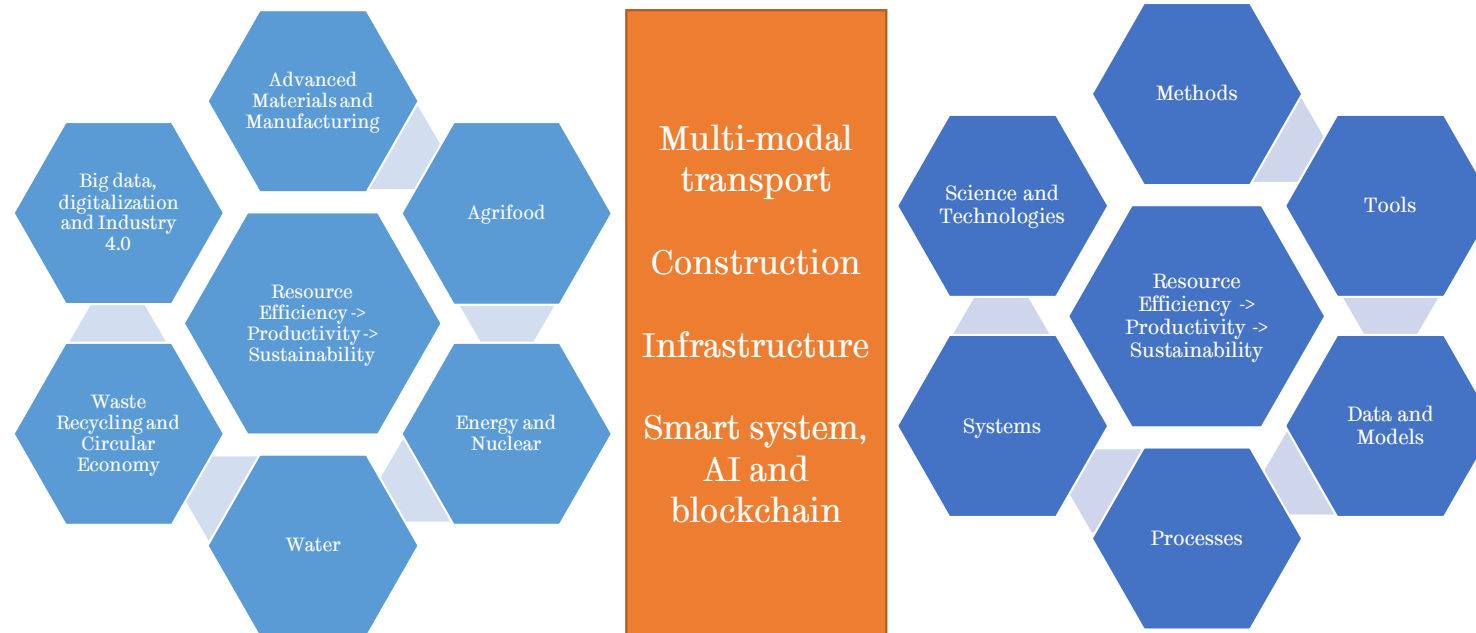 Advanced
Materials and
Manufacturing
Agrifood
Energy and
Nuclear
Water
Waste
Recycling and
Circular
Economy
Big data,
digitalization
and Industry
4.0
Resource
Efficiency ->
Productivity ->
Sustainability
Multi-modal
transport
Construction
Infrastructure
Smart system,
AI and
blockchain
Methods
Tools
Data and
Models
Processes
Systems
Science and
Technologies
Resource
Efficiency ->
Productivity ->
Sustainability